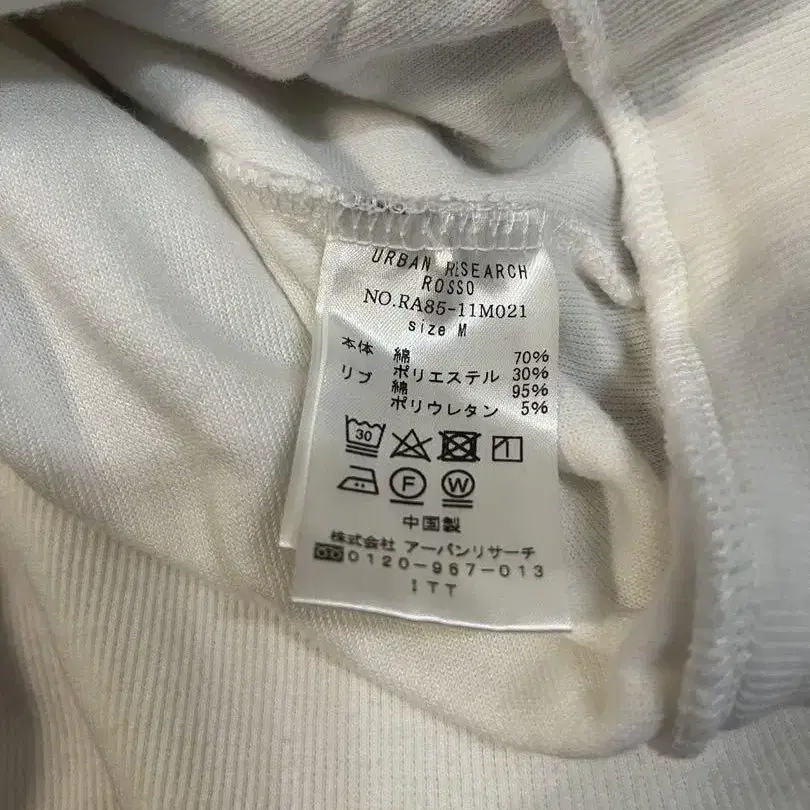 URBAN RESEARCH
ROSSO
NO.RA85-11M021
size M
本体 綿 70%
ポリエステル 30%
リブ 綿 95%
ポリウレタン 5%
30
F W
中国製
株式会社 アーバンリサーチ
0120-967-013
ITT